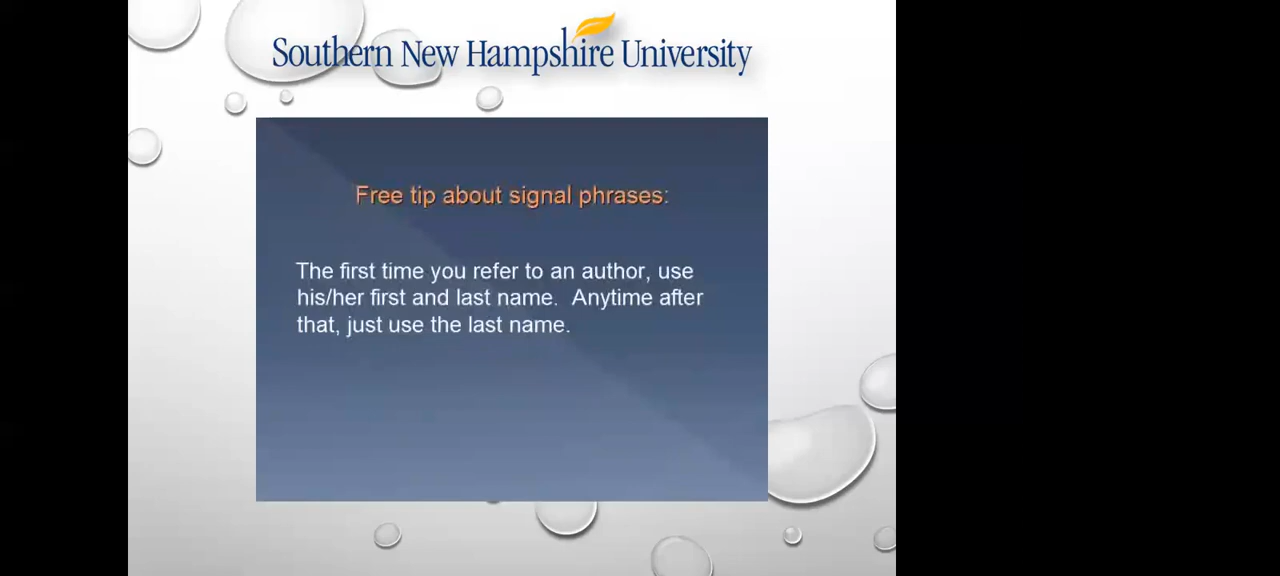 Southern New Hampshire University
Free tip about signal phrases:
The first time you refer to an author, use
his/her first and last name.  Anytime after
that, just use the last name.